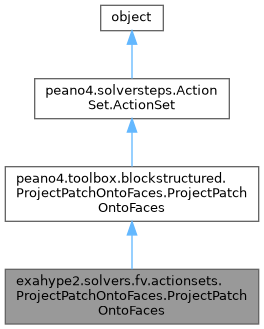 object
peano4.solversteps.Action
Set.ActionSet
peano4.toolbox.blockstructured.
ProjectPatchOntoFaces.ProjectPatch
OntoFaces
exahype2.solvers.fv.actionsets.
ProjectPatchOntoFaces.ProjectPatch
OntoFaces